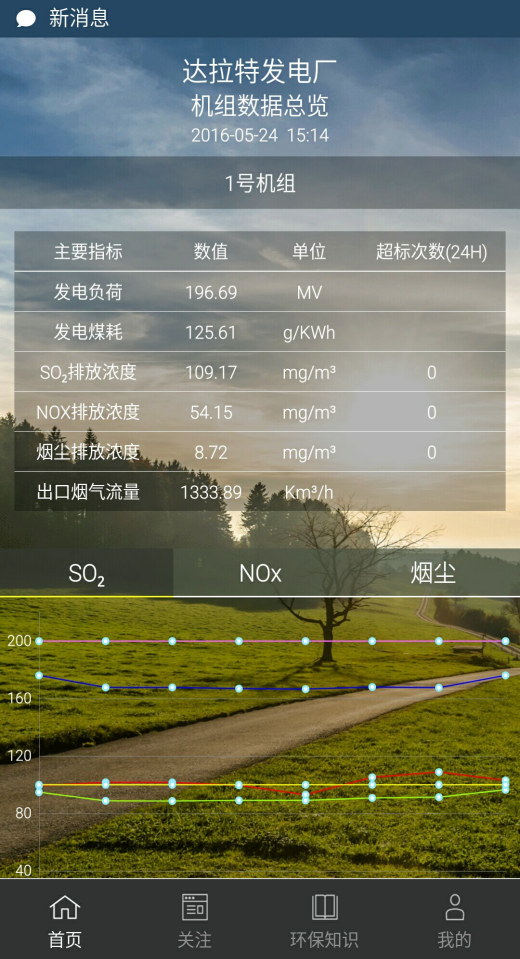 新消息
达拉特发电厂
机组数据总览
2016-05-24 15:14
1号机组
主要指标 数值 单位 超标次数(24H)
发电负荷 196.69 MV
发电煤耗 125.61 g/KWh
SO₂排放浓度 109.17 mg/m³ 0
NOX排放浓度 54.15 mg/m³ 0
烟尘排放浓度 8.72 mg/m³ 0
出口烟气流量 1333.89 Km³/h
SO₂ NOx 烟尘
200
160
120
80
40
首页 关注 环保知识 我的